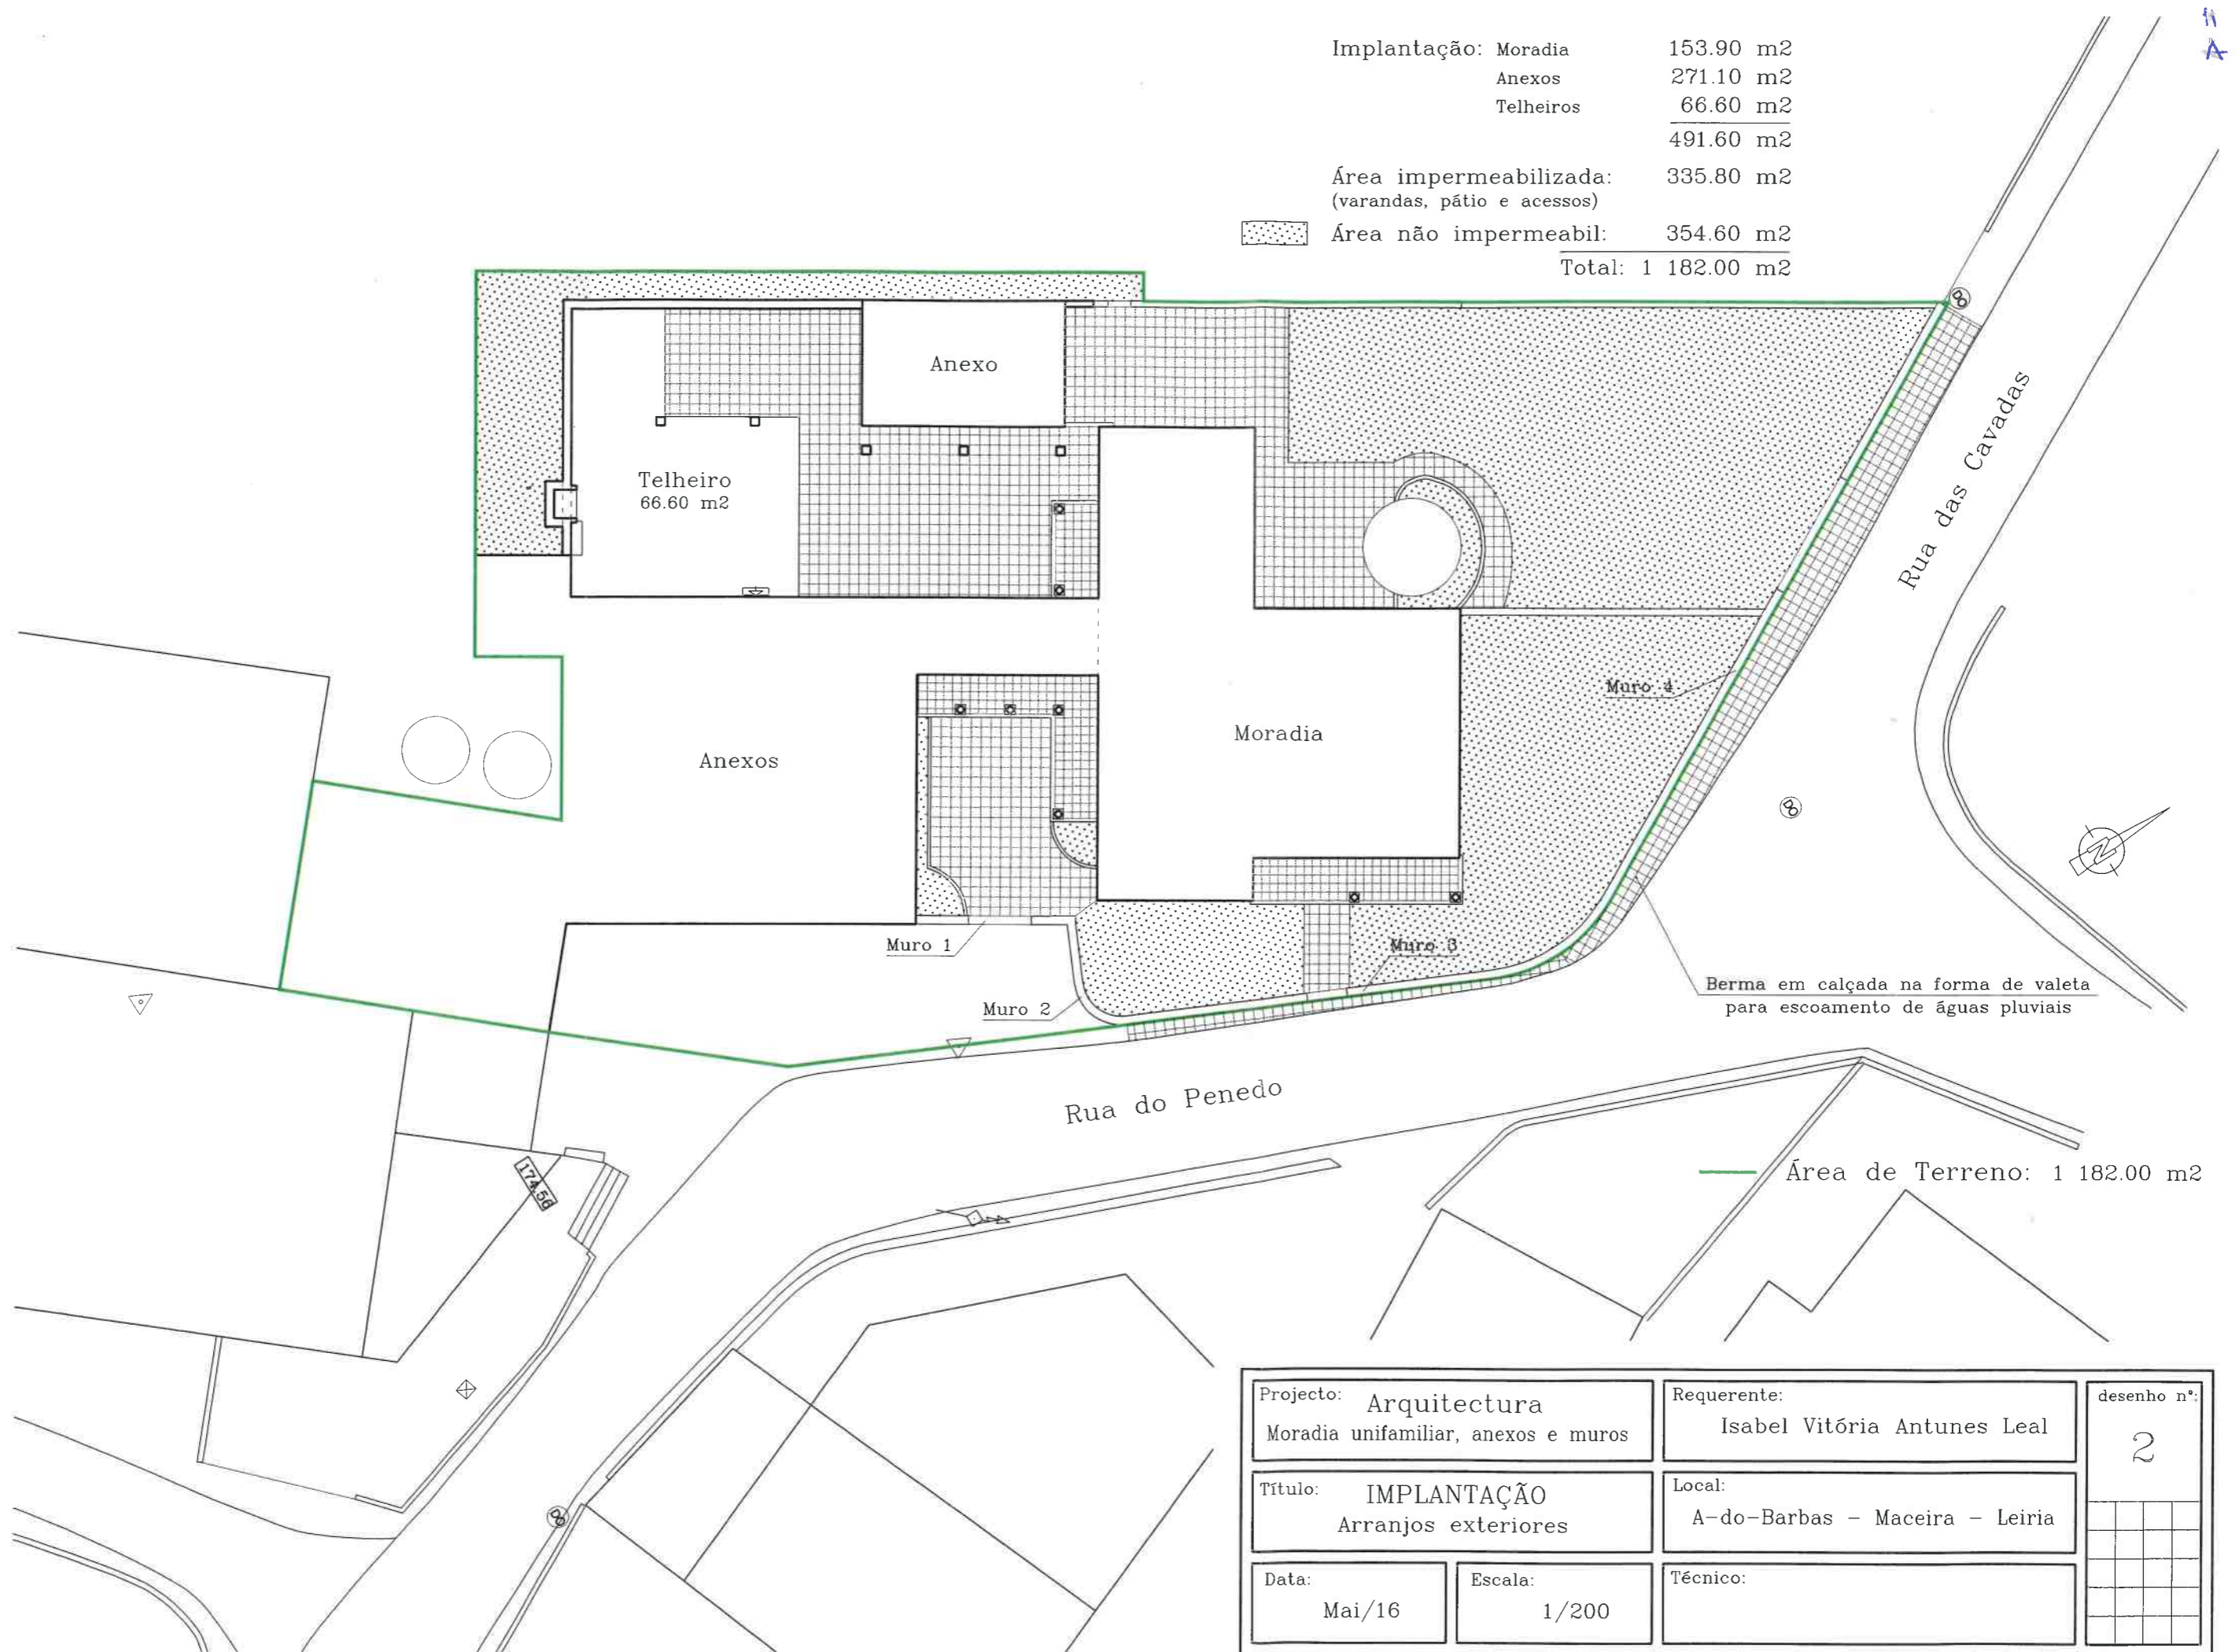 Implantação: Moradia 153.90 m2
Anexos 271.10 m2
Telheiros 66.60 m2
491.60 m2
Área impermeabilizada: 335.80 m2
(varandas, pátio e acessos)
Área não impermeabil: 354.60 m2
Total: 1 182.00 m2
Anexo
Telheiro
66.60 m2
Rua das Cavadas
Muro 4
Moradia
Anexos
Muro 1
Muro 3
Muro 2
Berma em calçada na forma de valeta
para escoamento de águas pluviais
N
Rua do Penedo
Área de Terreno: 1 182.00 m2
174.56
Projecto: Arquitectura
Moradia unifamiliar, anexos e muros
Requerente:
Isabel Vitória Antunes Leal
desenho nº:
2
Título: IMPLANTAÇÃO
Arranjos exteriores
Local:
A-do-Barbas - Maceira - Leiria
Data:
Mai/16
Escala:
1/200
Técnico: